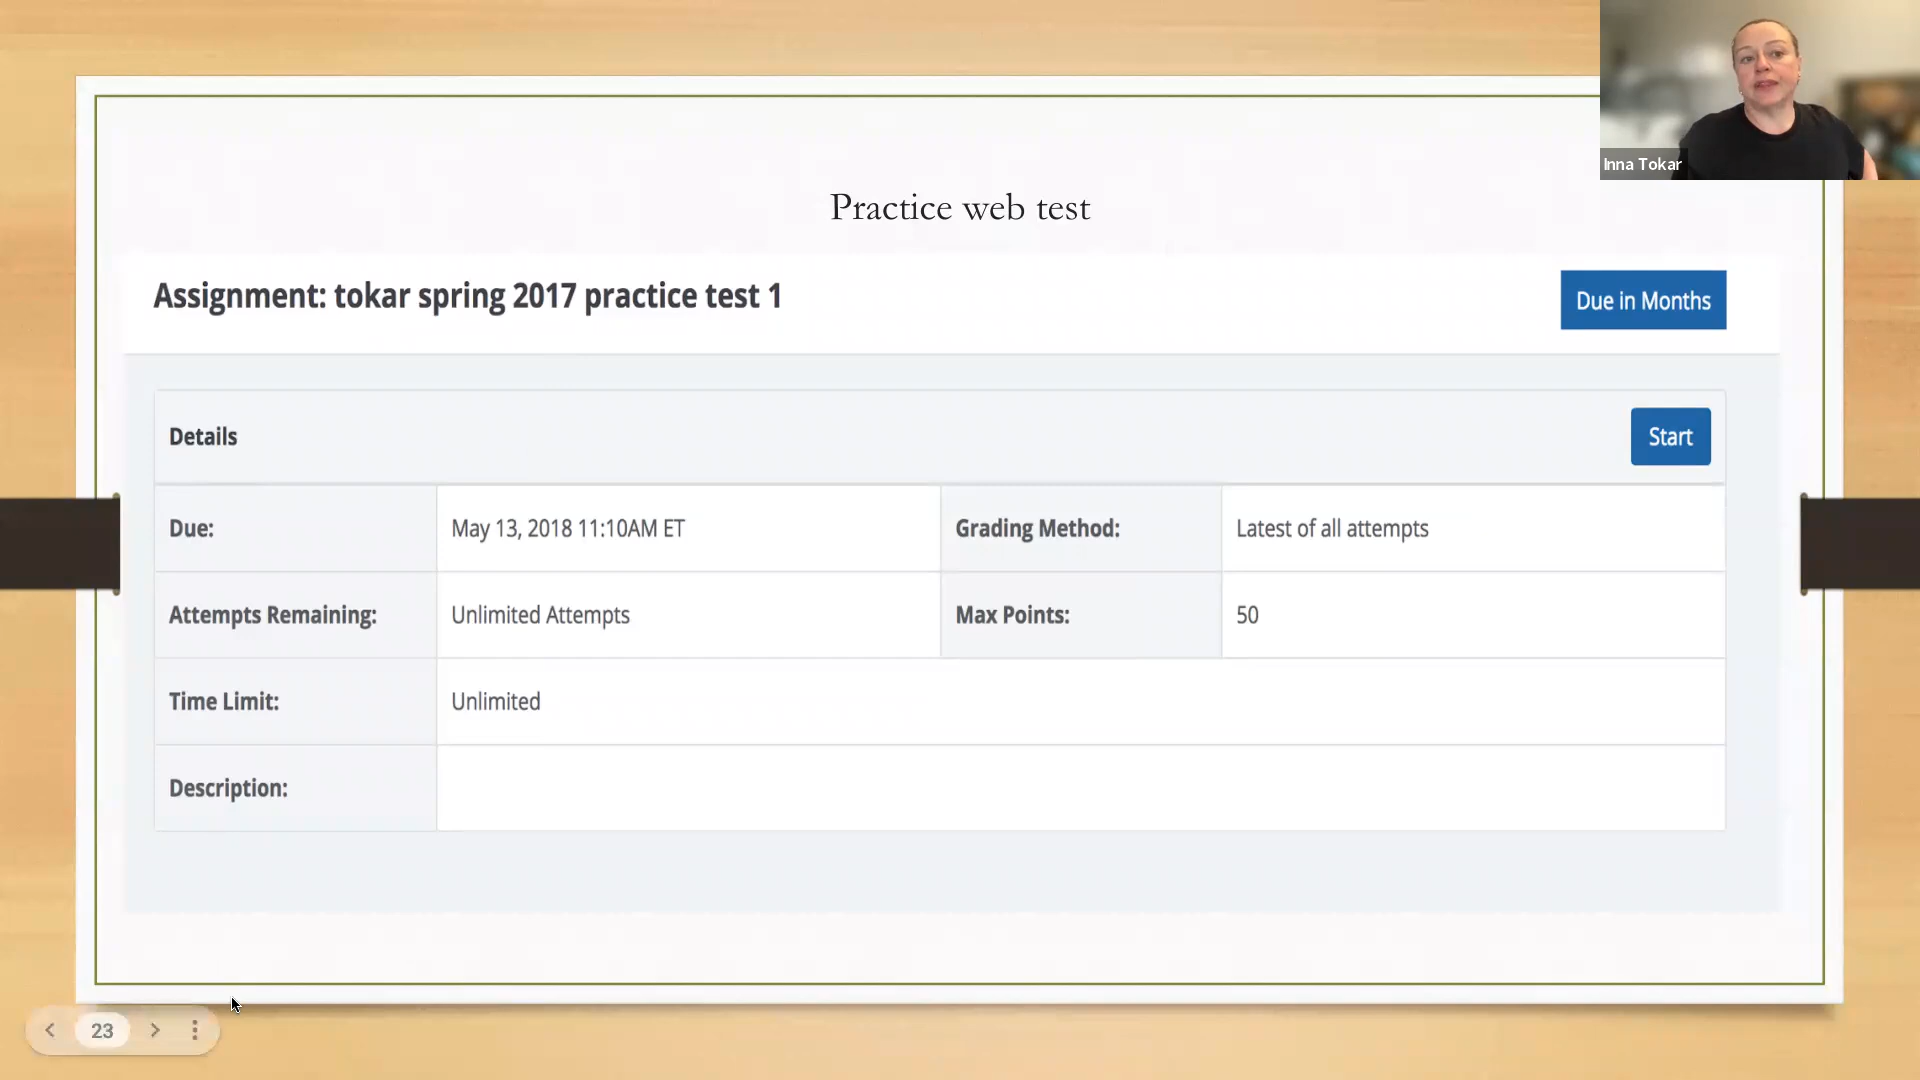 Inna Tokar
Practice web test
Assignment: tokar spring 2017 practice test 1
Due in Months
Details
Start
Due:
May 13, 2018 11:10AM ET
Grading Method:
Latest of all attempts
Attempts Remaining:
Unlimited Attempts
Max Points:
50
Time Limit:
Unlimited
Description:
23